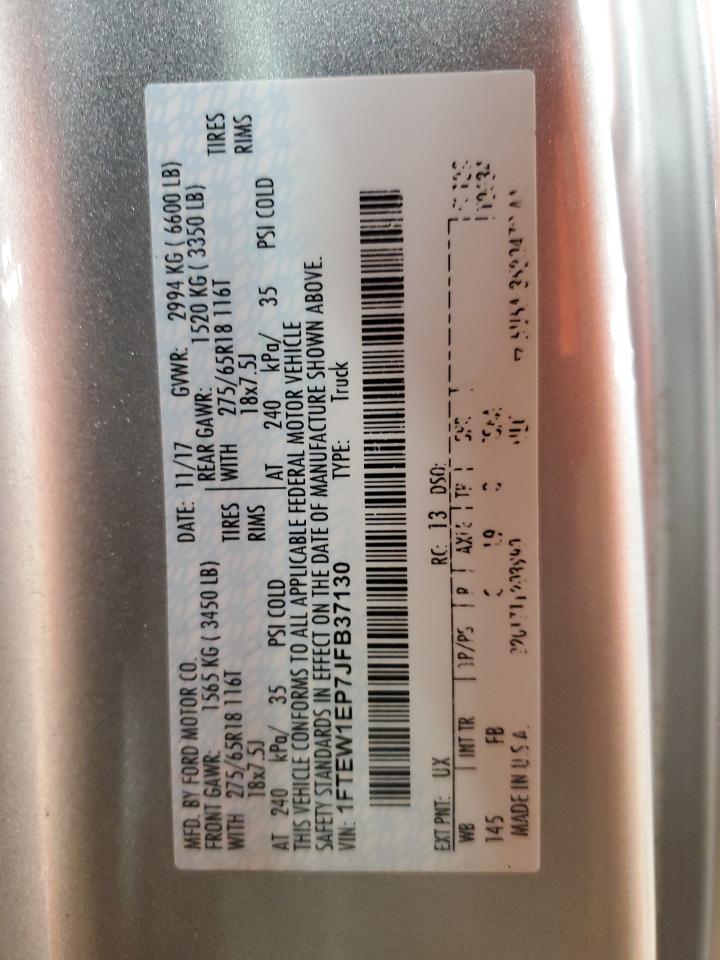 MFD. BY FORD MOTOR CO.
DATE: 11/17 GVWR: 2994 KG ( 6600 LB)
FRONT GAWR: 1565 KG ( 3450 LB) REAR GAWR: 1520 KG ( 3350 LB)
WITH 275/65R18 116T TIRES WITH 275/65R18 116T TIRES
18x7.5J RIMS 18x7.5J RIMS
AT 240 kPa/ 35 PSI COLD AT 240 kPa/ 35 PSI COLD
THIS VEHICLE CONFORMS TO ALL APPLICABLE FEDERAL MOTOR VEHICLE
SAFETY STANDARDS IN EFFECT ON THE DATE OF MANUFACTURE SHOWN ABOVE.
VIN: 1FTEW1EP7JFB37130 TYPE: Truck
EXT PNT: UX RC: 13 DSO:
WB INT TR TP/PS R AXLE TR SPR
145 FB 19
MADE IN U.S.A.